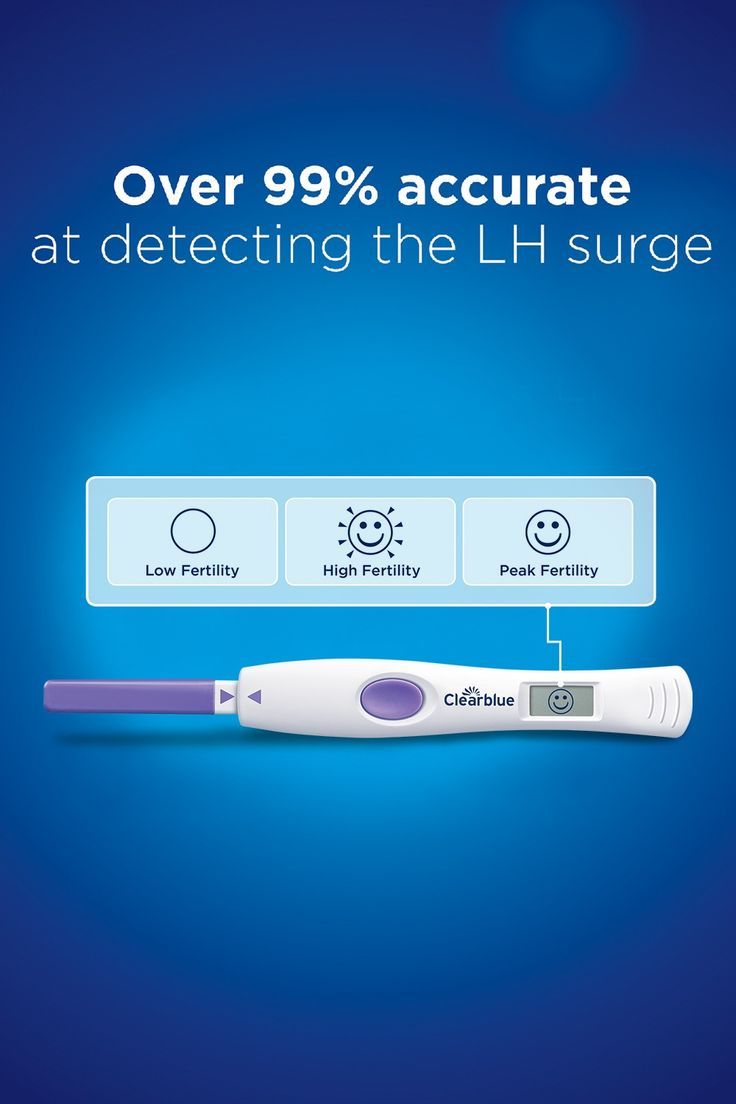 Over 99% accurate
at detecting the LH surge
Low Fertility
High Fertility
Peak Fertility
Clearblue